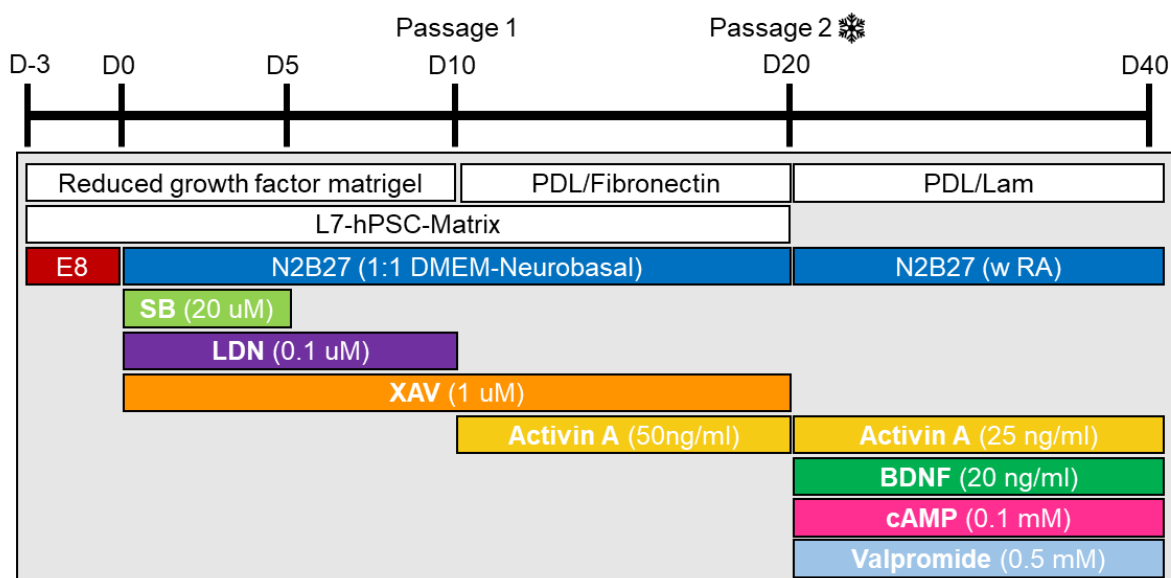 Passage 1 Passage 2
D-3 D0 D5 D10 D20 D40
Reduced growth factor matrigel PDL/Fibronectin PDL/Lam
L7-hPSC-Matrix
E8 N2B27 (1:1 DMEM-Neurobasal) N2B27 (w RA)
SB (20 uM)
LDN (0.1 uM)
XAV (1 uM)
Activin A (50ng/ml) Activin A (25 ng/ml)
BDNF (20 ng/ml)
cAMP (0.1 mM)
Valpromide (0.5 mM)